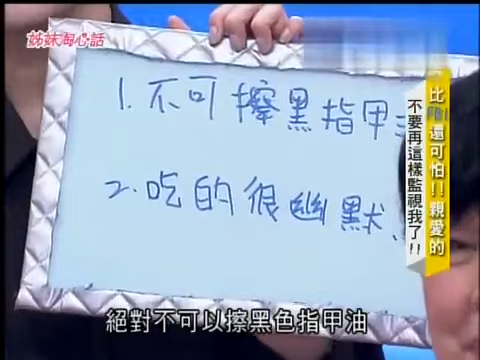 姊妹淘心話
1. 不可擦黑指甲
2. 吃的很幽默、
比FBI還可怕!!親愛的
不要再這樣監視我了!!
絕對不可以擦黑色指甲油